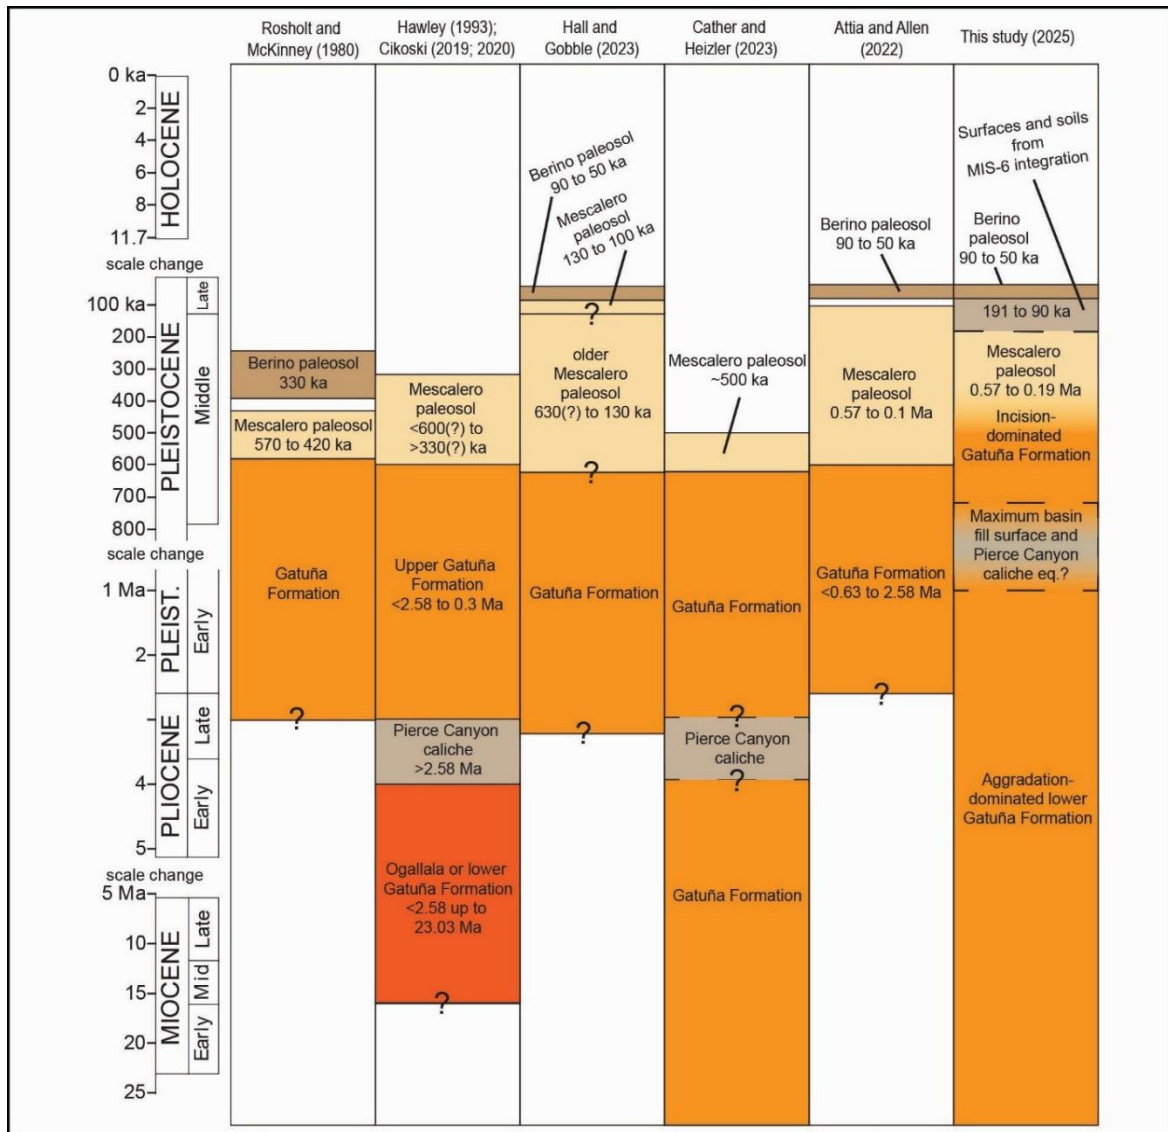 Rosholt and
McKinney (1980)
Hawley (1993);
Cikoski (2019; 2020)
Hall and
Gobble (2023)
Cather and
Heizler (2023)
Attia and Allen
(2022)
This study (2025)
0 ka
2
4
6
8
11.7
HOLOCENE
scale change
100 ka
200
300
400
500
600
700
800
PLEISTOCENE
Late
Middle
scale change
1 Ma
2
PLEIST.
Early
4
5
PLIOCENE
Late
Early
scale change
5 Ma
10
15
20
25
MIOCENE
Late
Mid
Early
Berino paleosol
330 ka
Mescalero paleosol
570 to 420 ka
Gatuña
Formation
?
Mescalero
paleosol
<600(?) to
>330(?) ka
Upper Gatuña
Formation
<2.58 to 0.3 Ma
Pierce Canyon
caliche
>2.58 Ma
Ogallala or lower
Gatuña Formation
<2.58 up to
23.03 Ma
?
Berino paleosol
90 to 50 ka
Mescalero
paleosol
130 to 100 ka
?
older
Mescalero
paleosol
630(?) to 130 ka
?
Gatuña Formation
?
Mescalero paleosol
~500 ka
Gatuña Formation
?
Pierce Canyon
caliche
?
Gatuña Formation
Berino paleosol
90 to 50 ka
Mescalero
paleosol
0.57 to 0.1 Ma
Gatuña Formation
<0.63 to 2.58 Ma
?
Surfaces and soils
from
MIS-6 integration
Berino
paleosol
90 to 50 ka
191 to 90 ka
Mescalero
paleosol
0.57 to 0.19 Ma
Incision-
dominated
Gatuña Formation
Maximum basin
fill surface and
Pierce Canyon
caliche eq.?
Aggradation-
dominated lower
Gatuña Formation